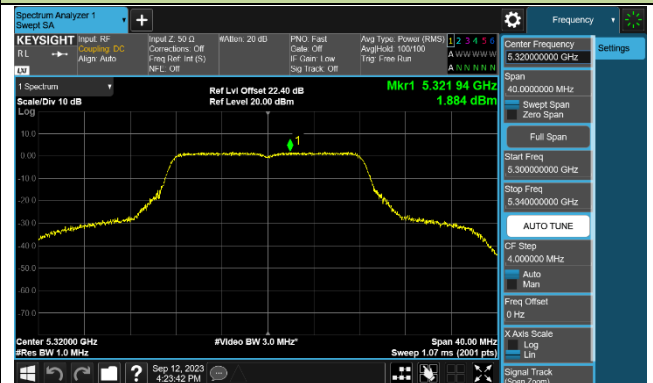 Spectrum Analyzer 1
Swept SA
Frequency
KEYSIGHT
Input: RF
Input Z: 50 Ω
#Atten: 20 dB
PNO: Fast
Avg Type: Power (RMS)
1 2 3 4 5 6
RL
Coupling: DC
Corrections: Off
Gate: Off
Avg|Hold: 100/100
A W W W W W
Align: Auto
Freq Ref: Int (S)
IF Gain: Low
Trig: Free Run
NFE: Off
Sig Track: Off
A N N N N N
LXI
1 Spectrum
Ref Lvl Offset 22.40 dB
Mkr1 5.321 94 GHz
Scale/Div 10 dB
Ref Level 20.00 dBm
1.884 dBm
Log
10.0
0.00
-10.0
-20.0
-30.0
-40.0
-50.0
-60.0
-70.0
1
Center 5.32000 GHz
#Video BW 3.0 MHz*
Span 40.00 MHz
#Res BW 1.0 MHz
Sweep 1.07 ms (2001 pts)
Sep 12, 2023
4:23:42 PM
Center Frequency
5.320000000 GHz
Settings
Span
40.0000000 MHz
Swept Span
Zero Span
Full Span
Start Freq
5.300000000 GHz
Stop Freq
5.340000000 GHz
AUTO TUNE
CF Step
4.000000 MHz
Auto
Man
Freq Offset
0 Hz
X Axis Scale
Log
Lin
Signal Track
(Span Zoom)